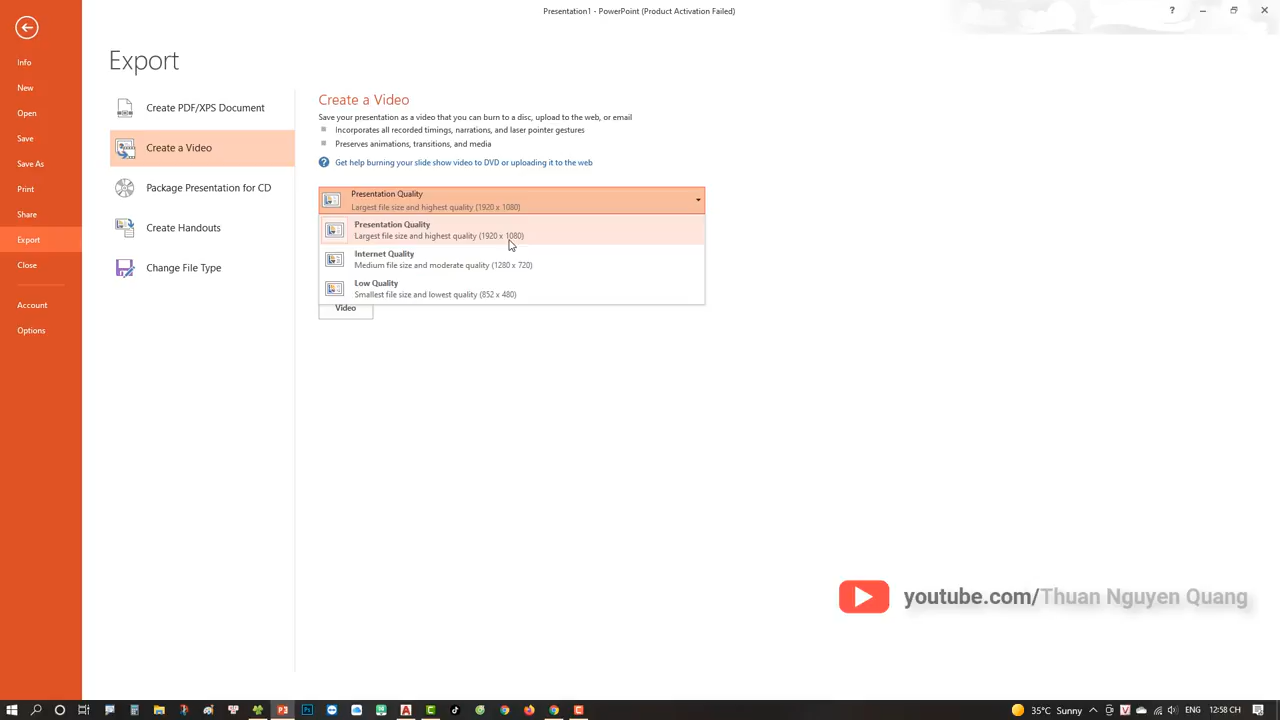 Presentation1 - PowerPoint (Product Activation Failed)
?
Info
New
Open
Save
Save As
Print
Share
Export
Close
Account
Options
Export
Create PDF/XPS Document
Create a Video
Package Presentation for CD
Create Handouts
Change File Type
Create a Video
Save your presentation as a video that you can burn to a disc, upload to the web, or email
Incorporates all recorded timings, narrations, and laser pointer gestures
Preserves animations, transitions, and media
? Get help burning your slide show video to DVD or uploading it to the web
Presentation Quality
Largest file size and highest quality (1920 x 1080)
Presentation Quality
Largest file size and highest quality (1920 x 1080)
Internet Quality
Medium file size and moderate quality (1280 x 720)
Low Quality
Smallest file size and lowest quality (852 x 480)
Video
youtube.com/Thuan Nguyen Quang
35°C Sunny
12:58 CH